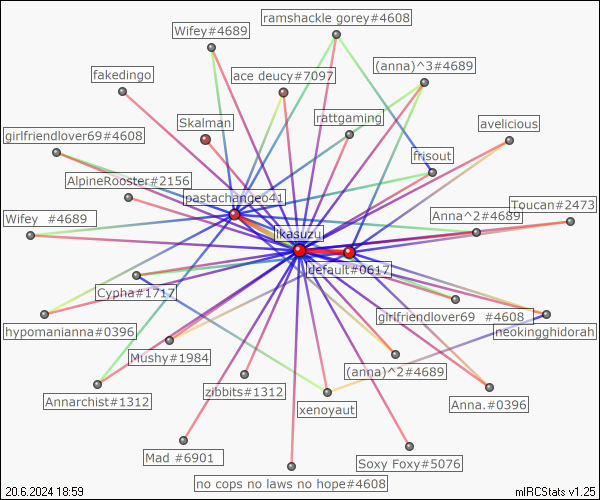 ramshackle gorey#4608
Wifey#4689
(anna)^3#4689
fakedingo
ace deucy#7097
rattgaming
Skalman
avelicious
girlfriendlover69#4608
frisout
AlpineRooster#2156
pastachange041
Toucan#2473
Wifey   #4689
Anna^2#4689
jkasuzu
default#0617
Cypha#1717
girlfriendlover69   #4608
hypomanianna#0396
neokingghidorah
Mushy#1984
(anna)^2#4689
zibbits#1312
Annarchist#1312
xenoyaut
Anna.#0396
Mad #6901
Soxy Foxy#5076
no cops no laws no hope#4608
20.6.2024 18:59
mIRCStats v1.25